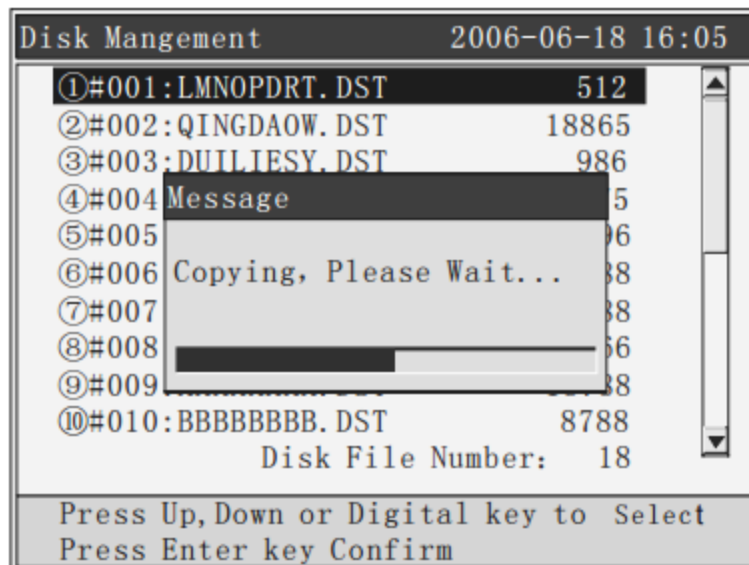 Disk Mangement 2006-06-18 16:05
①#001:LMNOPDRT.DST 512
②#002:QINGDAOW.DST 18865
③#003:DUILIESY.DST 986
④#004
⑤#005
⑥#006
⑦#007
⑧#008
⑨#009
⑩#010:BBBBBBBB.DST 8788
Message
Copying, Please Wait...
Disk File Number: 18
Press Up,Down or Digital key to Select
Press Enter key Confirm